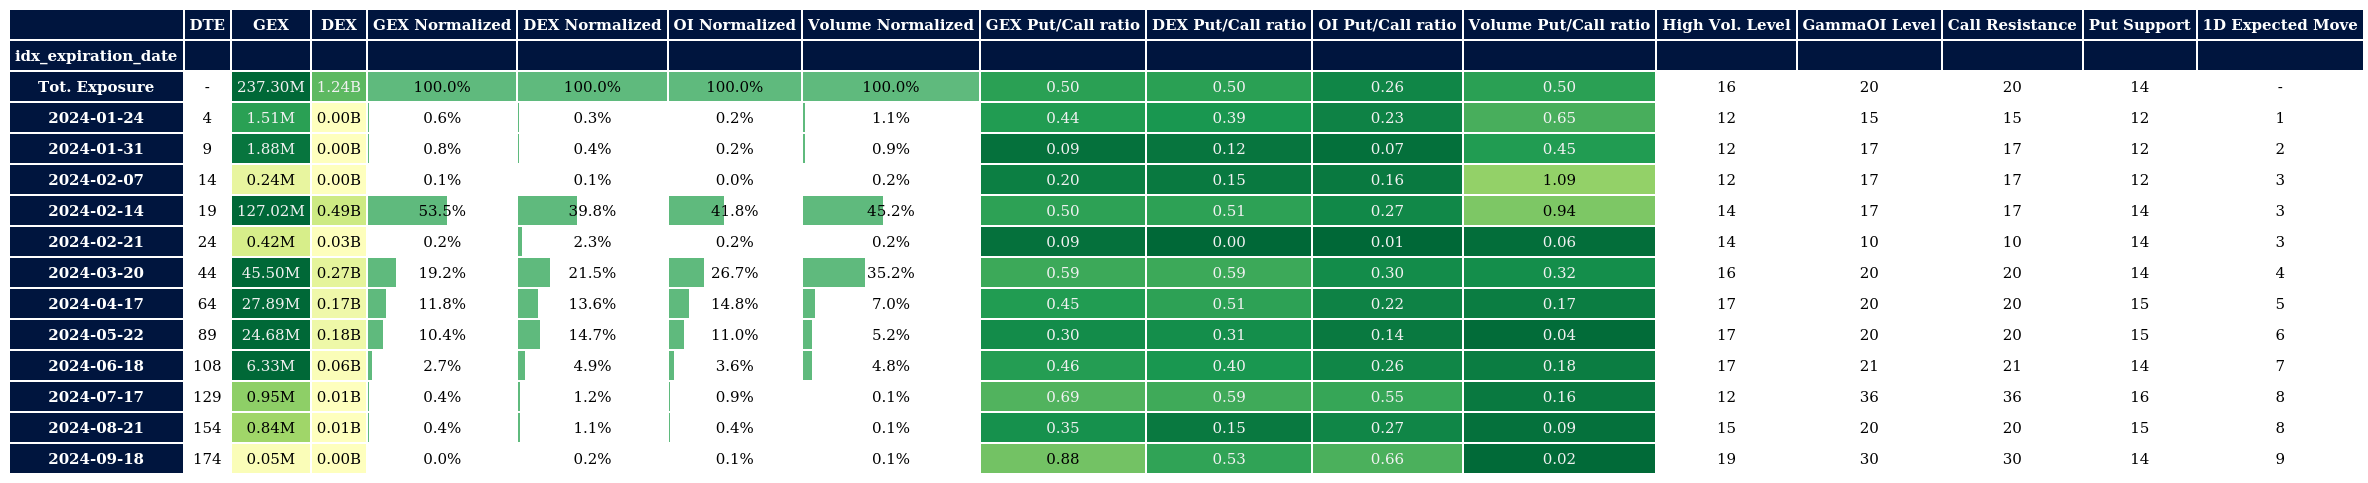 DTE GEX DEX GEX Normalized DEX Normalized OI Normalized Volume Normalized GEX Put/Call ratio DEX Put/Call ratio OI Put/Call ratio Volume Put/Call ratio High Vol. Level GammaOI Level Call Resistance Put Support 1D Expected Move
idx_expiration_date
Tot. Exposure - 237.30M 1.24B 100.0% 100.0% 100.0% 100.0% 0.50 0.50 0.26 0.50 16 20 20 14 -
2024-01-24 4 1.51M 0.00B 0.6% 0.3% 0.2% 1.1% 0.44 0.39 0.23 0.65 12 15 15 12 1
2024-01-31 9 1.88M 0.00B 0.8% 0.4% 0.2% 0.9% 0.09 0.12 0.07 0.45 12 17 17 12 2
2024-02-07 14 0.24M 0.00B 0.1% 0.1% 0.0% 0.2% 0.20 0.15 0.16 1.09 12 17 17 12 3
2024-02-14 19 127.02M 0.49B 53.5% 39.8% 41.8% 45.2% 0.50 0.51 0.27 0.94 14 17 17 14 3
2024-02-21 24 0.42M 0.03B 0.2% 2.3% 0.2% 0.2% 0.09 0.00 0.01 0.06 14 10 10 14 3
2024-03-20 44 45.50M 0.27B 19.2% 21.5% 26.7% 35.2% 0.59 0.59 0.30 0.32 16 20 20 14 4
2024-04-17 64 27.89M 0.17B 11.8% 13.6% 14.8% 7.0% 0.45 0.51 0.22 0.17 17 20 20 15 5
2024-05-22 89 24.68M 0.18B 10.4% 14.7% 11.0% 5.2% 0.30 0.31 0.14 0.04 17 20 20 15 6
2024-06-18 108 6.33M 0.06B 2.7% 4.9% 3.6% 4.8% 0.46 0.40 0.26 0.18 17 21 21 14 7
2024-07-17 129 0.95M 0.01B 0.4% 1.2% 0.9% 0.1% 0.69 0.59 0.55 0.16 12 36 36 16 8
2024-08-21 154 0.84M 0.01B 0.4% 1.1% 0.4% 0.1% 0.35 0.15 0.27 0.09 15 20 20 15 8
2024-09-18 174 0.05M 0.00B 0.0% 0.2% 0.1% 0.1% 0.88 0.53 0.66 0.02 19 30 30 14 9